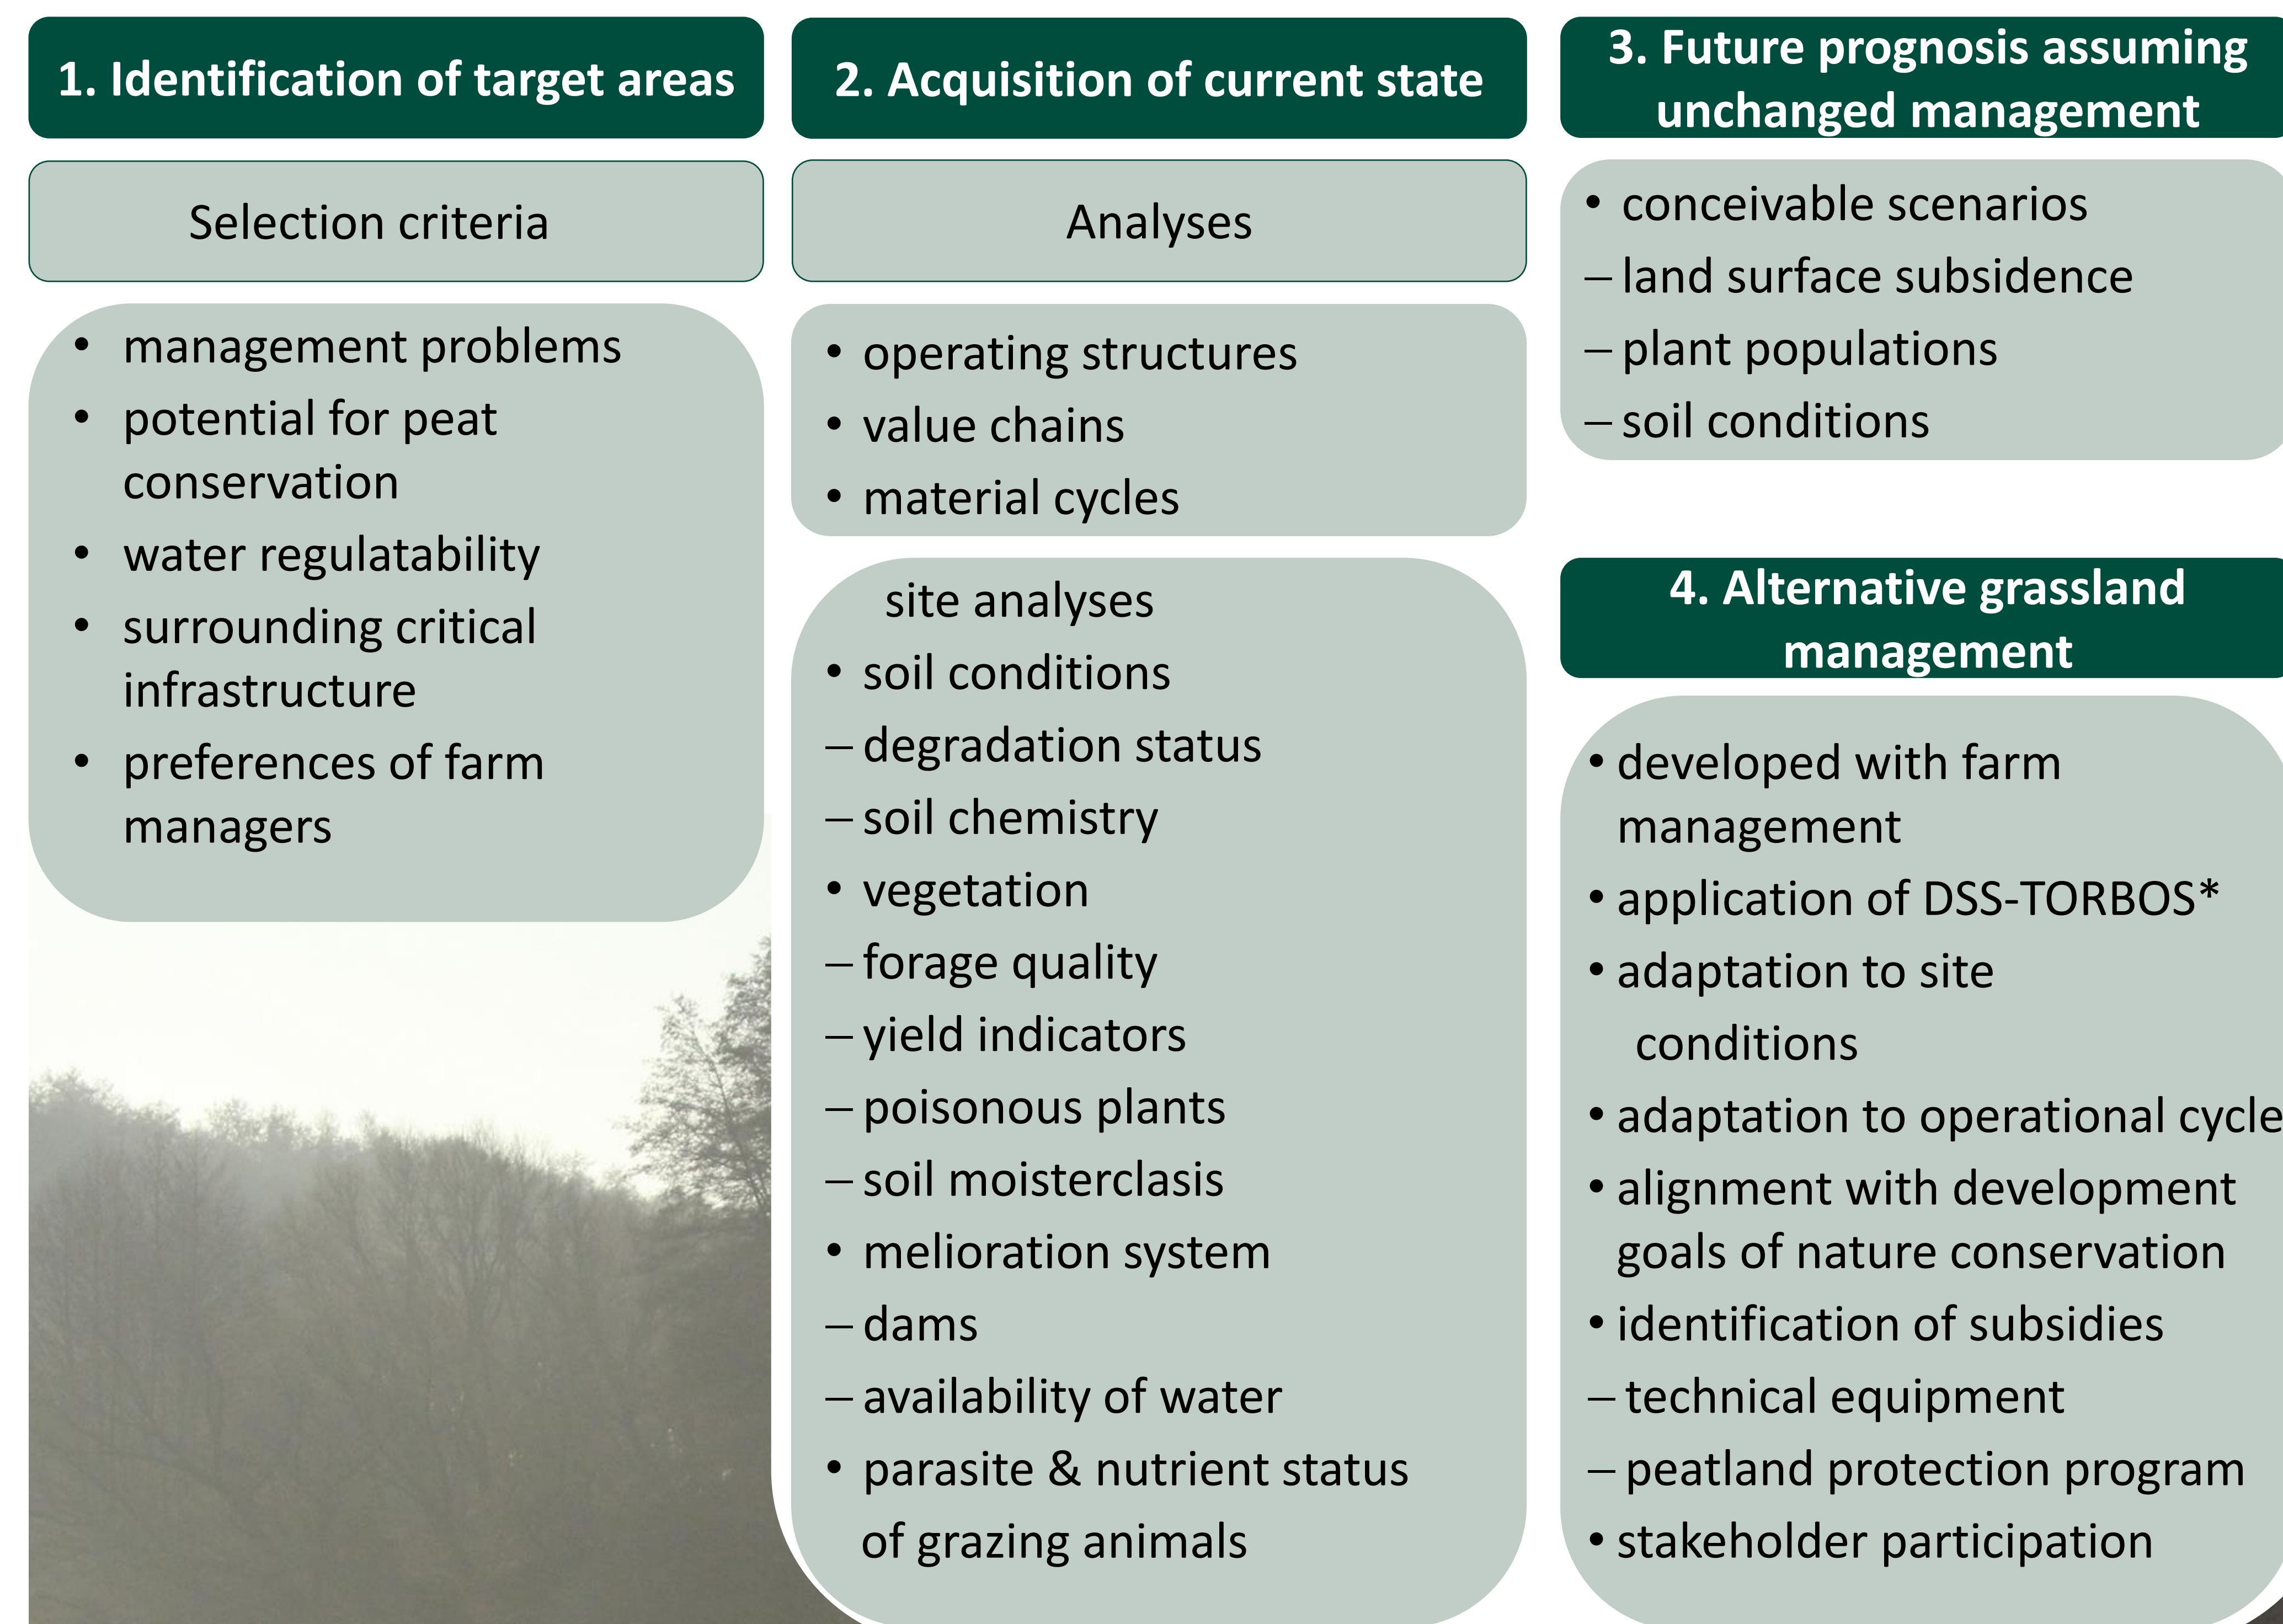 1. Identification of target areas
Selection criteria
• management problems
• potential for peat
conservation
• water regulatability
• surrounding critical
infrastructure
• preferences of farm
managers
2. Acquisition of current state
Analyses
• operating structures
• value chains
• material cycles
site analyses
• soil conditions
– degradation status
– soil chemistry
• vegetation
– forage quality
– yield indicators
– poisonous plants
– soil moisterclasis
• melioration system
– dams
– availability of water
• parasite & nutrient status
of grazing animals
3. Future prognosis assuming
unchanged management
• conceivable scenarios
– land surface subsidence
– plant populations
– soil conditions
4. Alternative grassland
management
• developed with farm
management
• application of DSS-TORBOS*
• adaptation to site
conditions
• adaptation to operational cycle
• alignment with development
goals of nature conservation
• identification of subsidies
– technical equipment
– peatland protection program
• stakeholder participation